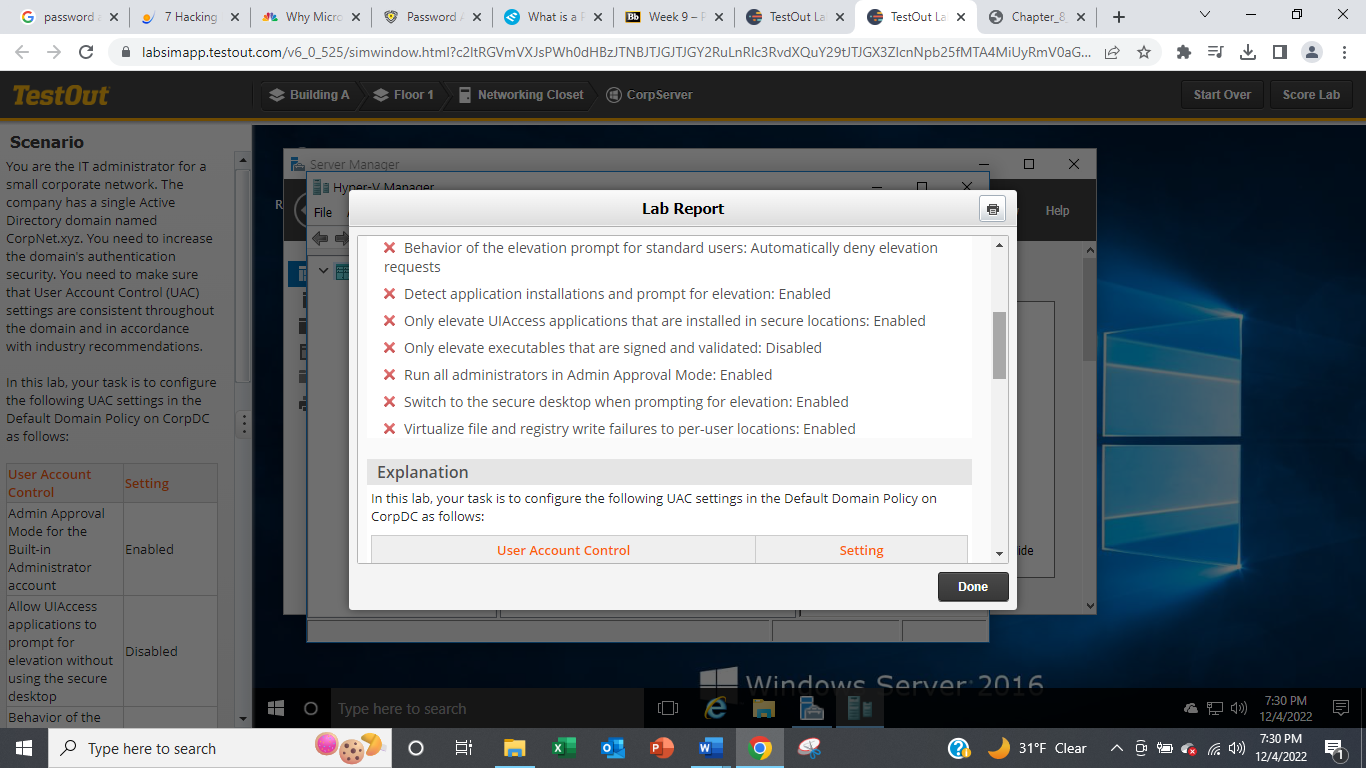 password a
7 Hacking
Why Micro
Password A
What is a P
Bb
Week 9 – P
TestOut La
TestOut La
Chapter_8
labsimapp.testout.com/v6_0_525/simwindow.html?c2ltRGVmVXJsPWh0dHBzJTNBJTJGJTJGY2RuLnRlc3RvdXQuY29tJTJGX3ZlcnNpb25fMTA4MiUyRmV0aG...
TestOut
Building A
Floor 1
Networking Closet
CorpServer
Start Over
Score Lab
Scenario
You are the IT administrator for a
small corporate network. The
company has a single Active
Directory domain named
CorpNet.xyz. You need to increase
the domain's authentication
security. You need to make sure
that User Account Control (UAC)
settings are consistent throughout
the domain and in accordance
with industry recommendations.
In this lab, your task is to configure
the following UAC settings in the
Default Domain Policy on CorpDC
as follows:
User Account
Control
Setting
Admin Approval
Mode for the
Built-in
Administrator
account
Enabled
Allow UIAccess
applications to
prompt for
elevation without
using the secure
desktop
Disabled
Behavior of the
Server Manager
Hyper-V Manager
File
Help
Lab Report
Behavior of the elevation prompt for standard users: Automatically deny elevation
requests
Detect application installations and prompt for elevation: Enabled
Only elevate UIAccess applications that are installed in secure locations: Enabled
Only elevate executables that are signed and validated: Disabled
Run all administrators in Admin Approval Mode: Enabled
Switch to the secure desktop when prompting for elevation: Enabled
Virtualize file and registry write failures to per-user locations: Enabled
Explanation
In this lab, your task is to configure the following UAC settings in the Default Domain Policy on
CorpDC as follows:
User Account Control
Setting
Done
Windows Server 2016
Type here to search
7:30 PM
12/4/2022
Type here to search
31°F Clear
7:30 PM
12/4/2022
1